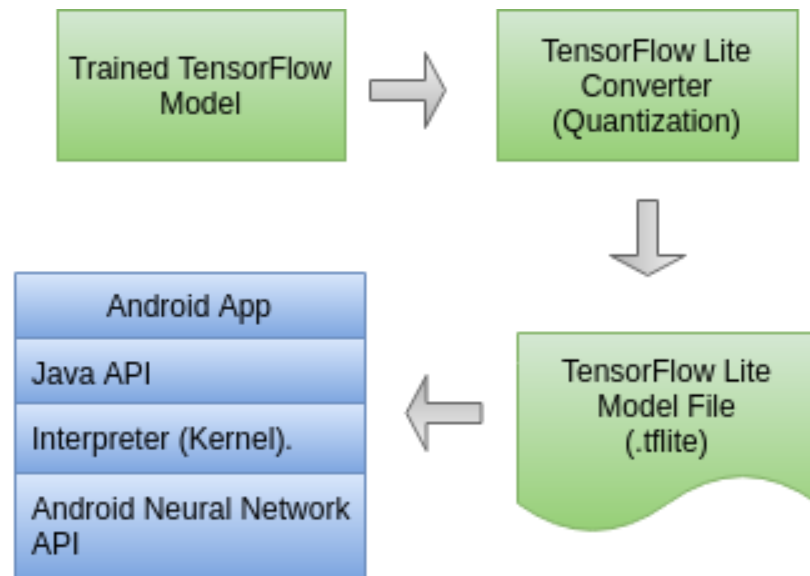 Trained TensorFlow
Model
TensorFlow Lite
Converter
(Quantization)
TensorFlow Lite
Model File
(.tflite)
Android App
Java API
Interpreter (Kernel).
Android Neural Network
API